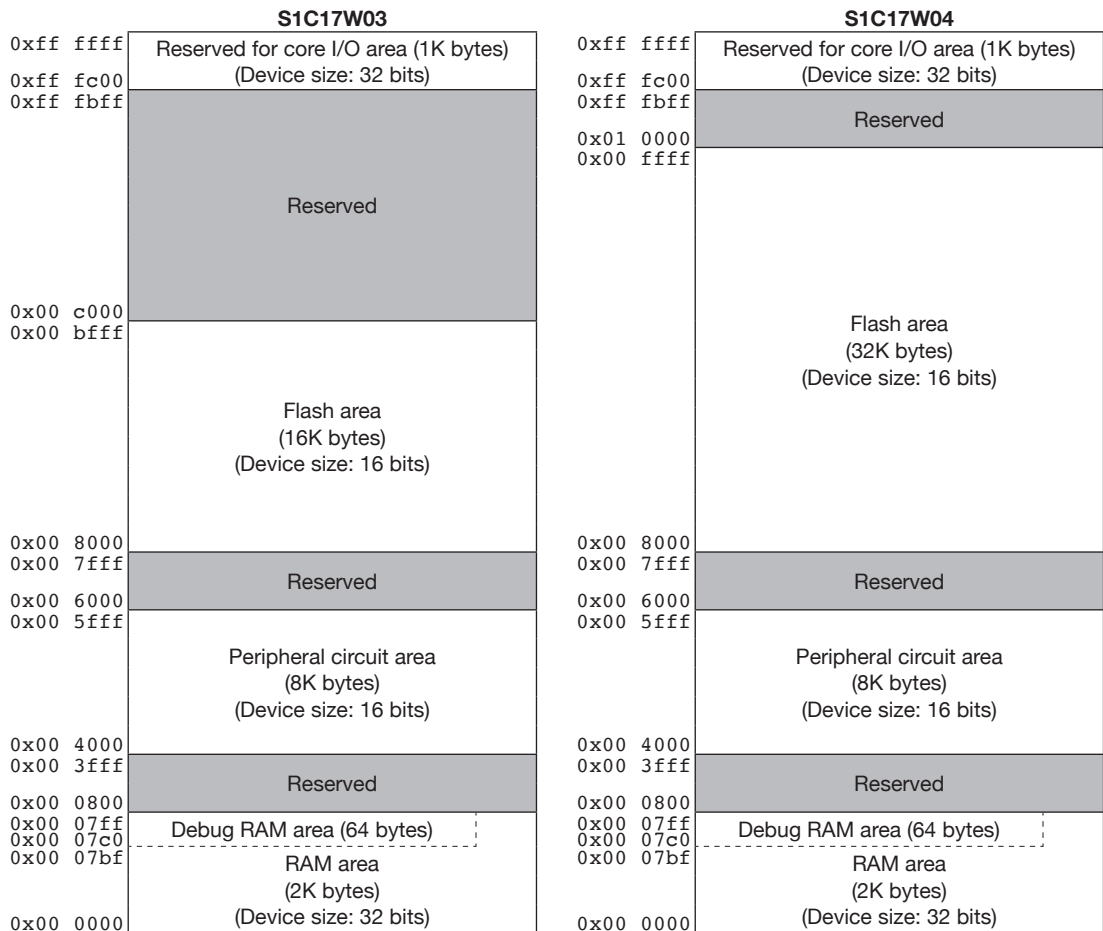 S1C17W03
0xff ffff
Reserved for core I/O area (1K bytes)
(Device size: 32 bits)
0xff fc00
0xff fbff
Reserved
0x00 c000
0x00 bfff
Flash area
(16K bytes)
(Device size: 16 bits)
0x00 8000
0x00 7fff
Reserved
0x00 6000
0x00 5fff
Peripheral circuit area
(8K bytes)
(Device size: 16 bits)
0x00 4000
0x00 3fff
Reserved
0x00 0800
0x00 07ff
Debug RAM area (64 bytes)
0x00 07c0
0x00 07bf
RAM area
(2K bytes)
(Device size: 32 bits)
0x00 0000
S1C17W04
0xff ffff
Reserved for core I/O area (1K bytes)
(Device size: 32 bits)
0xff fc00
0xff fbff
Reserved
0x01 0000
0x00 ffff
Flash area
(32K bytes)
(Device size: 16 bits)
0x00 8000
0x00 7fff
Reserved
0x00 6000
0x00 5fff
Peripheral circuit area
(8K bytes)
(Device size: 16 bits)
0x00 4000
0x00 3fff
Reserved
0x00 0800
0x00 07ff
Debug RAM area (64 bytes)
0x00 07c0
0x00 07bf
RAM area
(2K bytes)
(Device size: 32 bits)
0x00 0000